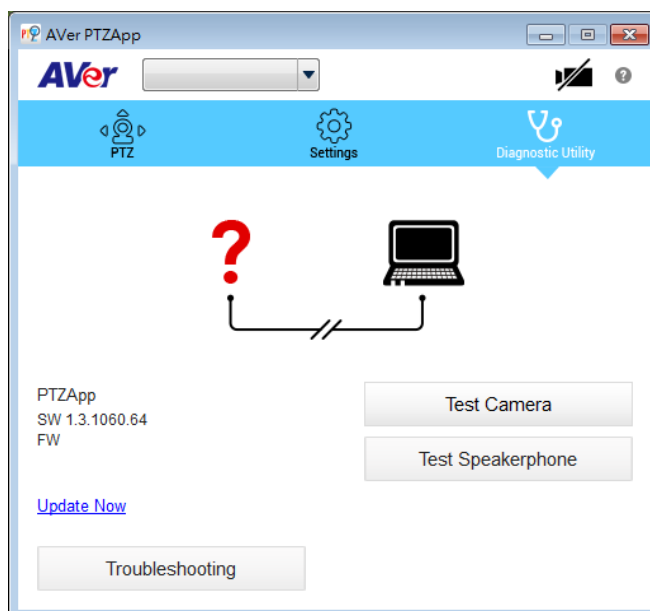 AVer PTZApp
AVer
?
PTZ
Settings
Diagnostic Utility
?
PTZApp
SW 1.3.1060.64
FW
Test Camera
Test Speakerphone
Update Now
Troubleshooting